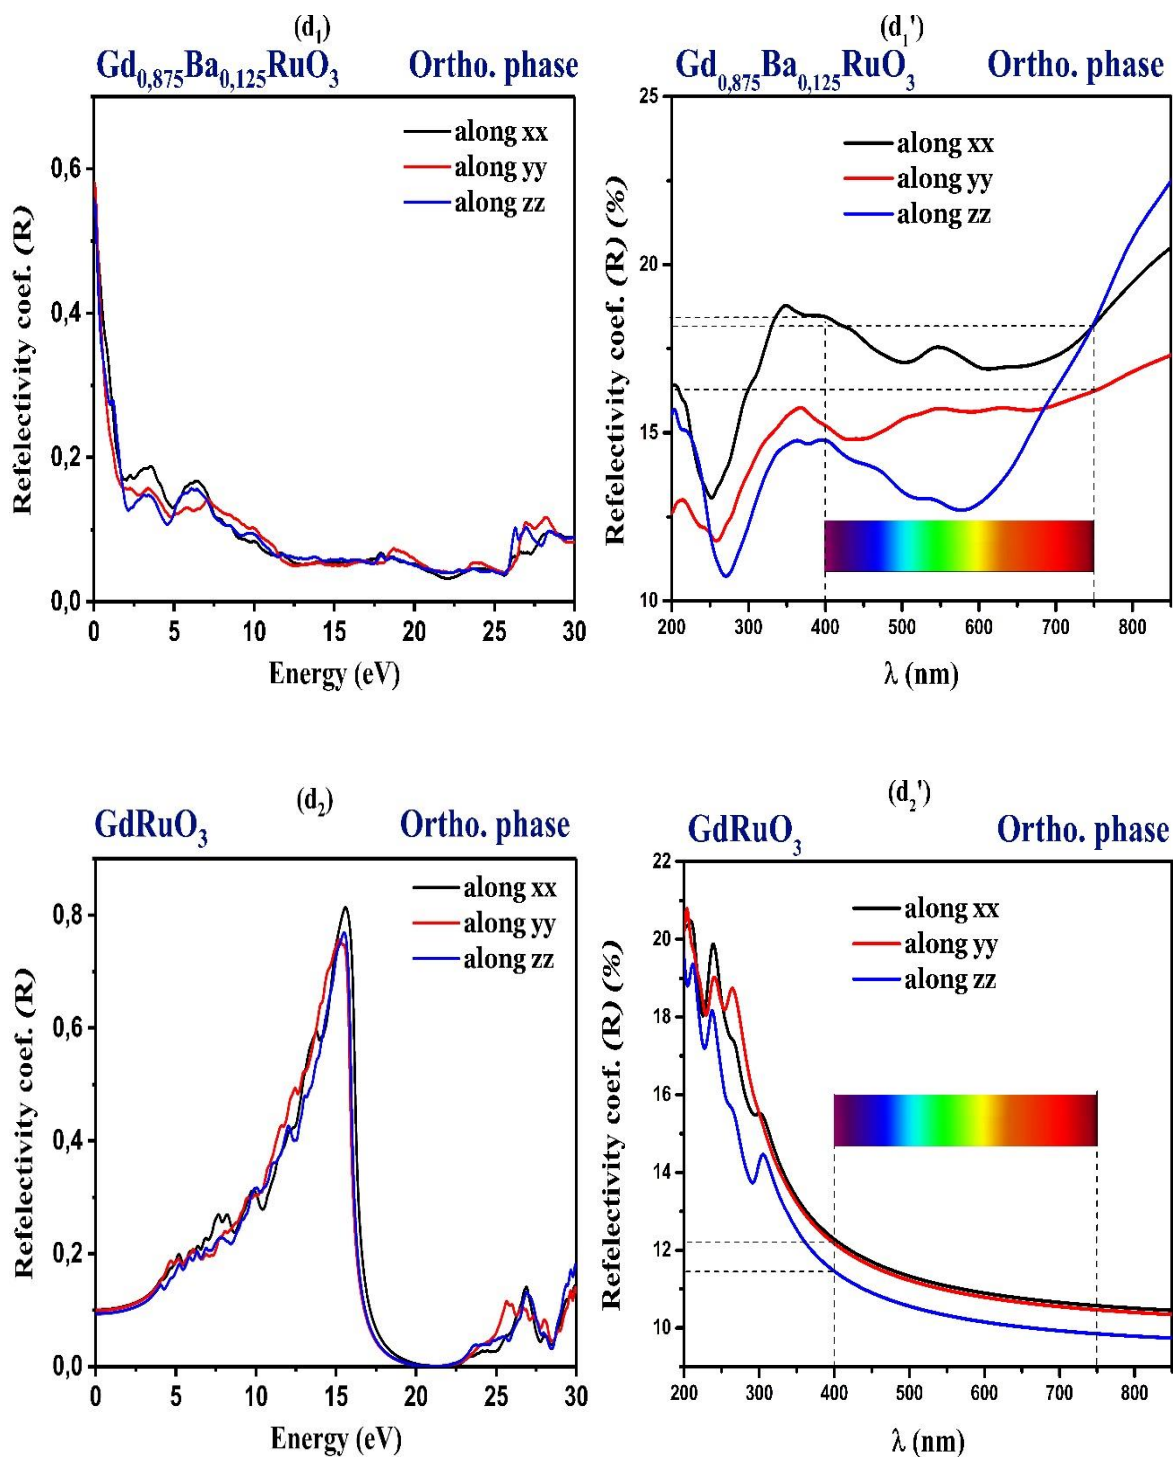 (d1)
Gd0,875Ba0,125RuO3 Ortho. phase
along xx
along yy
along zz
0,6
0,4
0,2
0,0
Refelectivity coef. (R)
0 5 10 15 20 25 30
Energy (eV)
(d1')
Gd0,875Ba0,125RuO3 Ortho. phase
along xx
along yy
along zz
25
20
15
10
Refelectivity coef. (R) (%)
200 300 400 500 600 700 800
λ (nm)
(d2)
GdRuO3 Ortho. phase
along xx
along yy
along zz
0,8
0,6
0,4
0,2
0,0
Refelectivity coef. (R)
0 5 10 15 20 25 30
Energy (eV)
(d2')
GdRuO3 Ortho. phase
along xx
along yy
along zz
22
20
18
16
14
12
10
Refelectivity coef. (R) (%)
200 300 400 500 600 700 800
λ (nm)